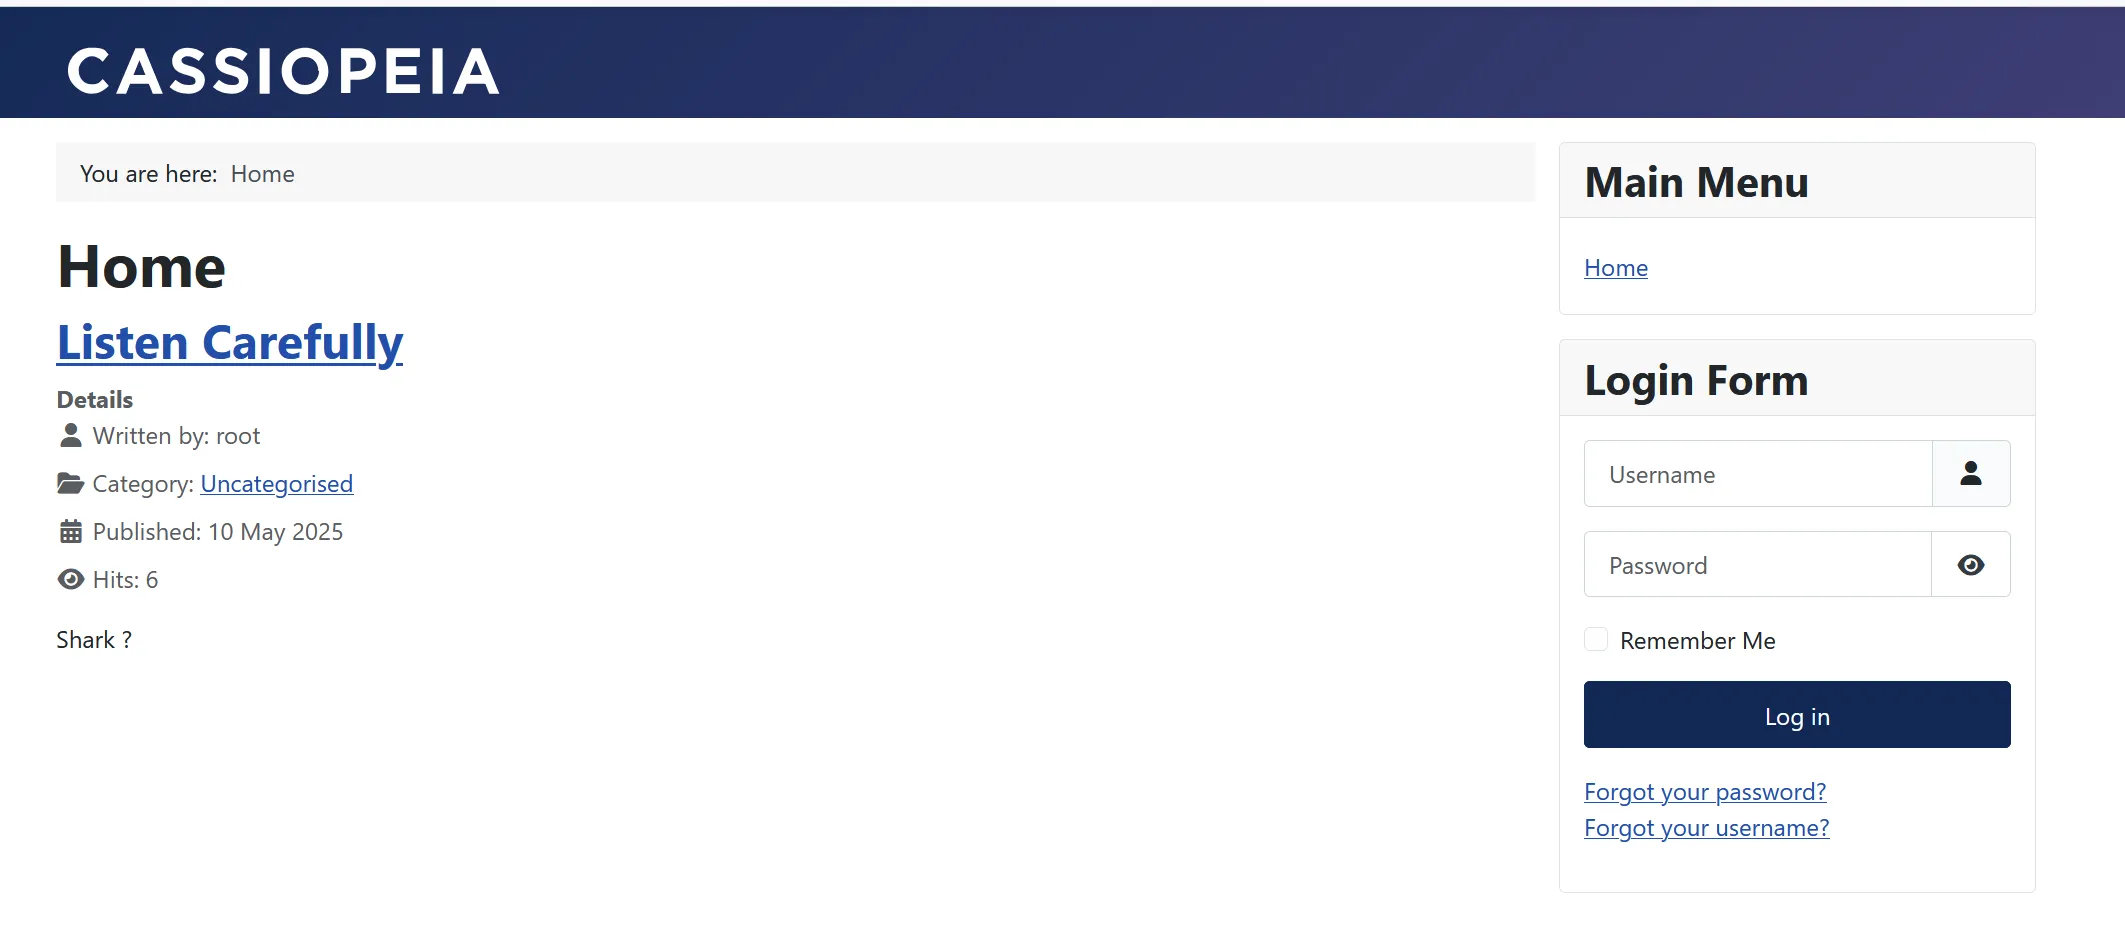 CASSIOPEIA
You are here: Home
Home
Listen Carefully
Details
Written by: root
Category: Uncategorised
Published: 10 May 2025
Hits: 6
Shark ?
Main Menu
Home
Login Form
Username
Password
Remember Me
Log in
Forgot your password?
Forgot your username?